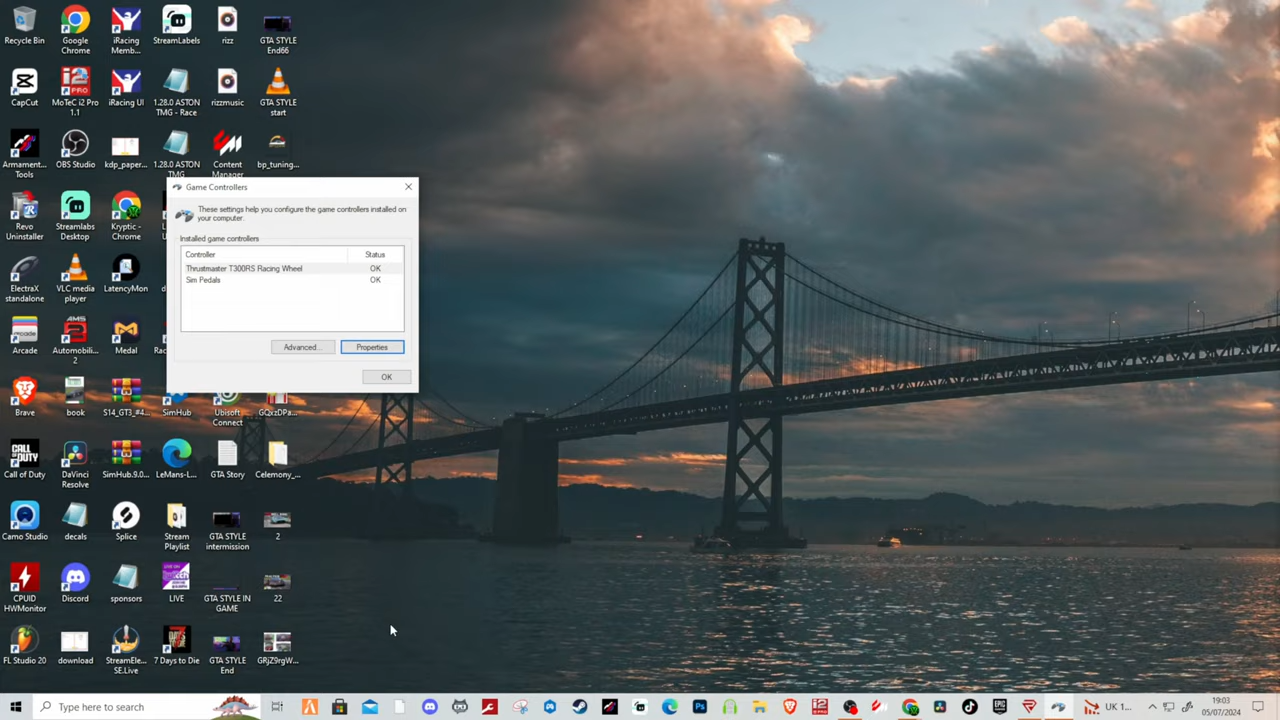 Recycle Bin
Google
Chrome
iRacing
Memb...
StreamLabels
rizz
GTA STYLE
End66
CapCut
MoTeC i2 Pro
1.1
iRacing UI
1.28.0 ASTON
TMG - Race
rizzmusic
GTA STYLE
start
Armament...
Tools
OBS Studio
kdp_paper...
1.28.0 ASTON
TMG
Content
Manager
bp_tuning...
Game Controllers
These settings help you configure the game controllers installed on
your computer.
Installed game controllers
Controller
Status
Thrustmaster T300RS Racing Wheel
OK
Sim Pedals
OK
Advanced...
Properties
OK
Revo
Uninstaller
Streamlabs
Desktop
Kryptic -
Chrome
ElectraX
standalone
VLC media
player
LatencyMon
Arcade
Automobili...
2
Medal
Brave
book
S14_GT3_#4...
SimHub
Ubisoft
Connect
GQxzDPa...
Call of Duty
DaVinci
Resolve
SimHub.9.0...
LeMans-L...
GTA Story
Celemony_...
Camo Studio
decals
Splice
Stream
Playlist
GTA STYLE
intermission
2
CPUID
HWMonitor
Discord
sponsors
LIVE
GTA STYLE IN
GAME
22
FL Studio 20
download
StreamEle...
SE.Live
7 Days to Die
GTA STYLE
End
GRjZ9rgW...
Type here to search
UK 1...
19:03
05/07/2024